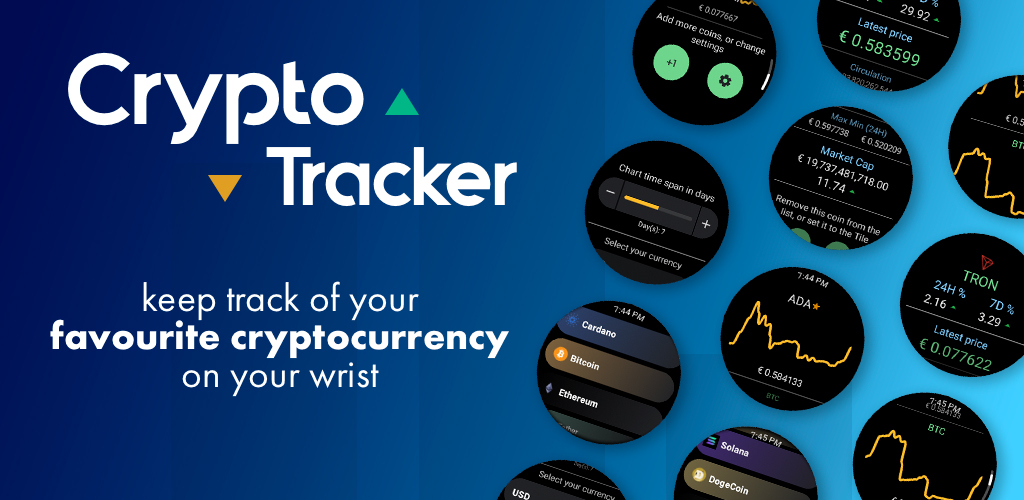 Crypto
Tracker
keep track of your
favourite cryptocurrency
on your wrist
€ 0.077667
Add more coins, or change
settings
+1
D %
29.92
Latest price
€ 0.583599
Circulation
Max Min (24H)
€ 0.597738 € 0.520209
Market Cap
€ 19,737,481,718.00
11.74
Remove this coin from the
list, or set it to the Tile
€ 0.5
BT
Chart time span in days
− +
Day(s): 7
Select your currency
TRON
24H % 7D %
2.16 3.29
Latest price
€ 0.077622
7:44 PM
ADA
€ 0.584133
BTC
7:44 PM
Cardano
Bitcoin
Ethereum
7:45 PM
€ 0.584133
BTC
7:45 PM
Solana
DogeCoin
Select your currency
USD